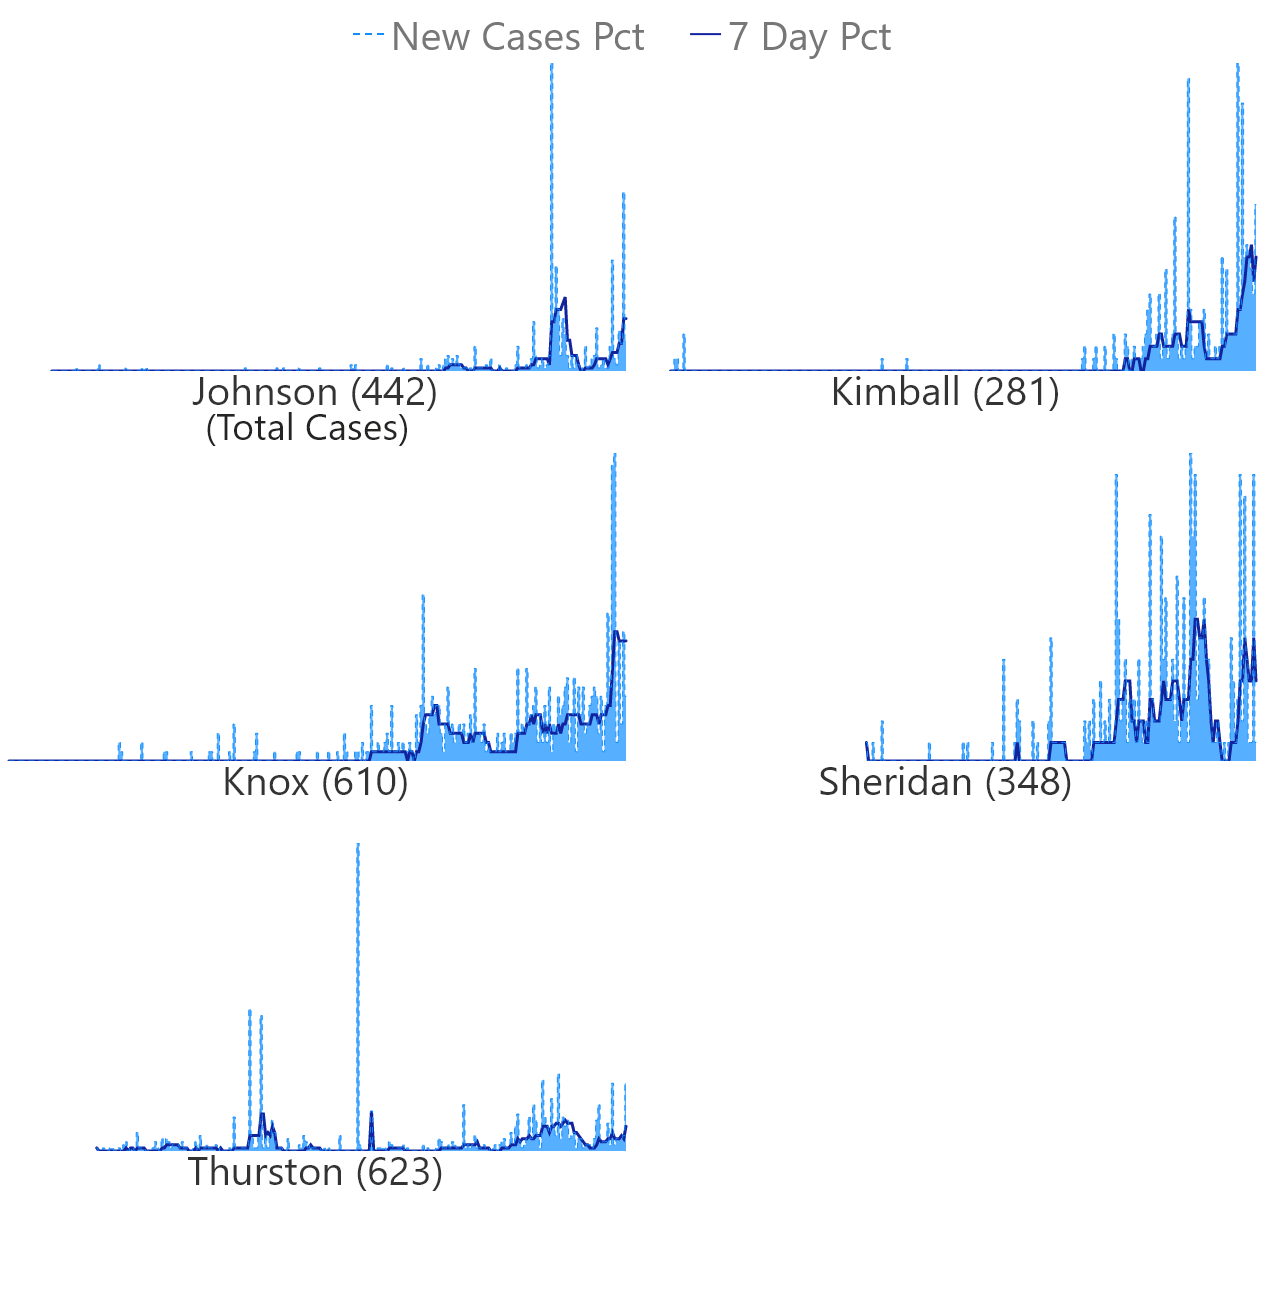 New Cases Pct 7 Day Pct
Johnson (442) Kimball (281)
(Total Cases)
Knox (610) Sheridan (348)
Thurston (623)